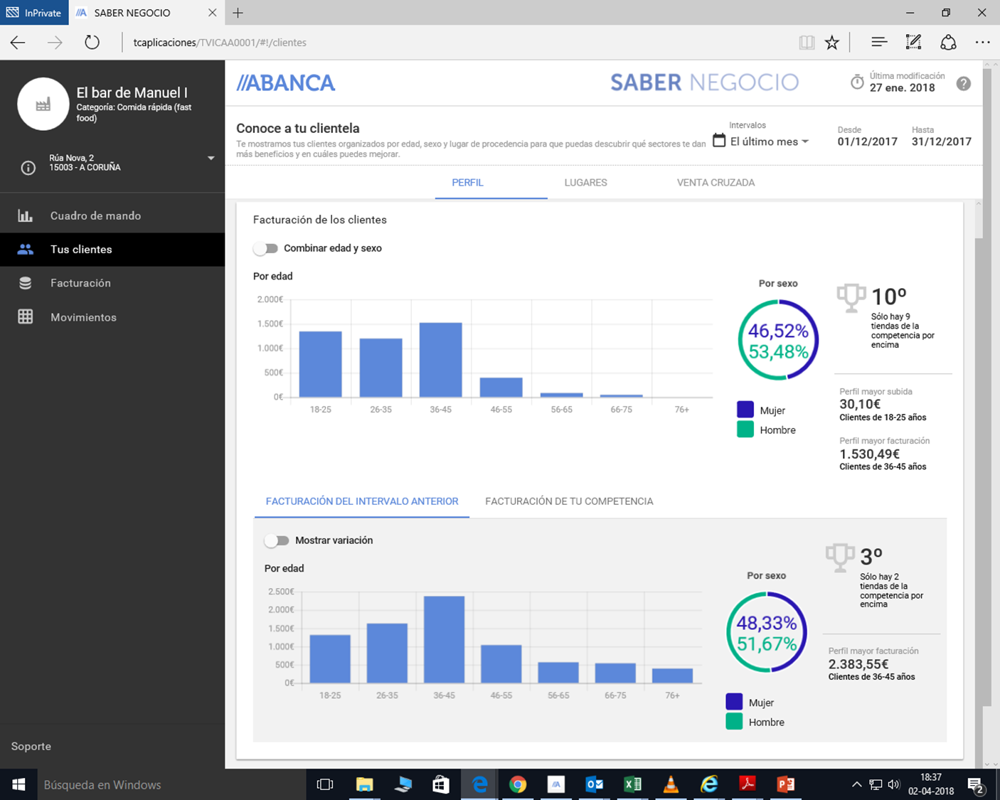 InPrivate
SABER NEGOCIO
tcaplicaciones/TVICAA0001/#!/clientes
El bar de Manuel I
Categoría: Comida rápida (fast
food)
Rúa Nova, 2
15003 - A CORUÑA
Cuadro de mando
Tus clientes
Facturación
Movimientos
Soporte
//ABANCA
SABER NEGOCIO
Última modificación
27 ene. 2018
?
Conoce a tu clientela
Te mostramos tus clientes organizados por edad, sexo y lugar de procedencia para que puedas descubrir qué sectores te dan
más beneficios y en cuáles puedes mejorar.
Intervalos
El último mes
Desde
01/12/2017
Hasta
31/12/2017
PERFIL LUGARES VENTA CRUZADA
Facturación de los clientes
Combinar edad y sexo
Por edad
2.000€
1.500€
1.000€
500€
0€
18-25 26-35 36-45 46-55 56-65 66-75 76+
Por sexo
46,52%
53,48%
Mujer
Hombre
10º
Sólo hay 9
tiendas de la
competencia por
encima
Perfil mayor subida
30,10€
Clientes de 18-25 años
Perfil mayor facturación
1.530,49€
Clientes de 36-45 años
FACTURACIÓN DEL INTERVALO ANTERIOR FACTURACIÓN DE TU COMPETENCIA
Mostrar variación
Por edad
2.500€
2.000€
1.500€
1.000€
500€
0€
18-25 26-35 36-45 46-55 56-65 66-75 76+
Por sexo
48,33%
51,67%
Mujer
Hombre
3º
Sólo hay 2
tiendas de la
competencia por
encima
Perfil mayor facturación
2.383,55€
Clientes de 36-45 años
Búsqueda en Windows
18:37
02-04-2018
2